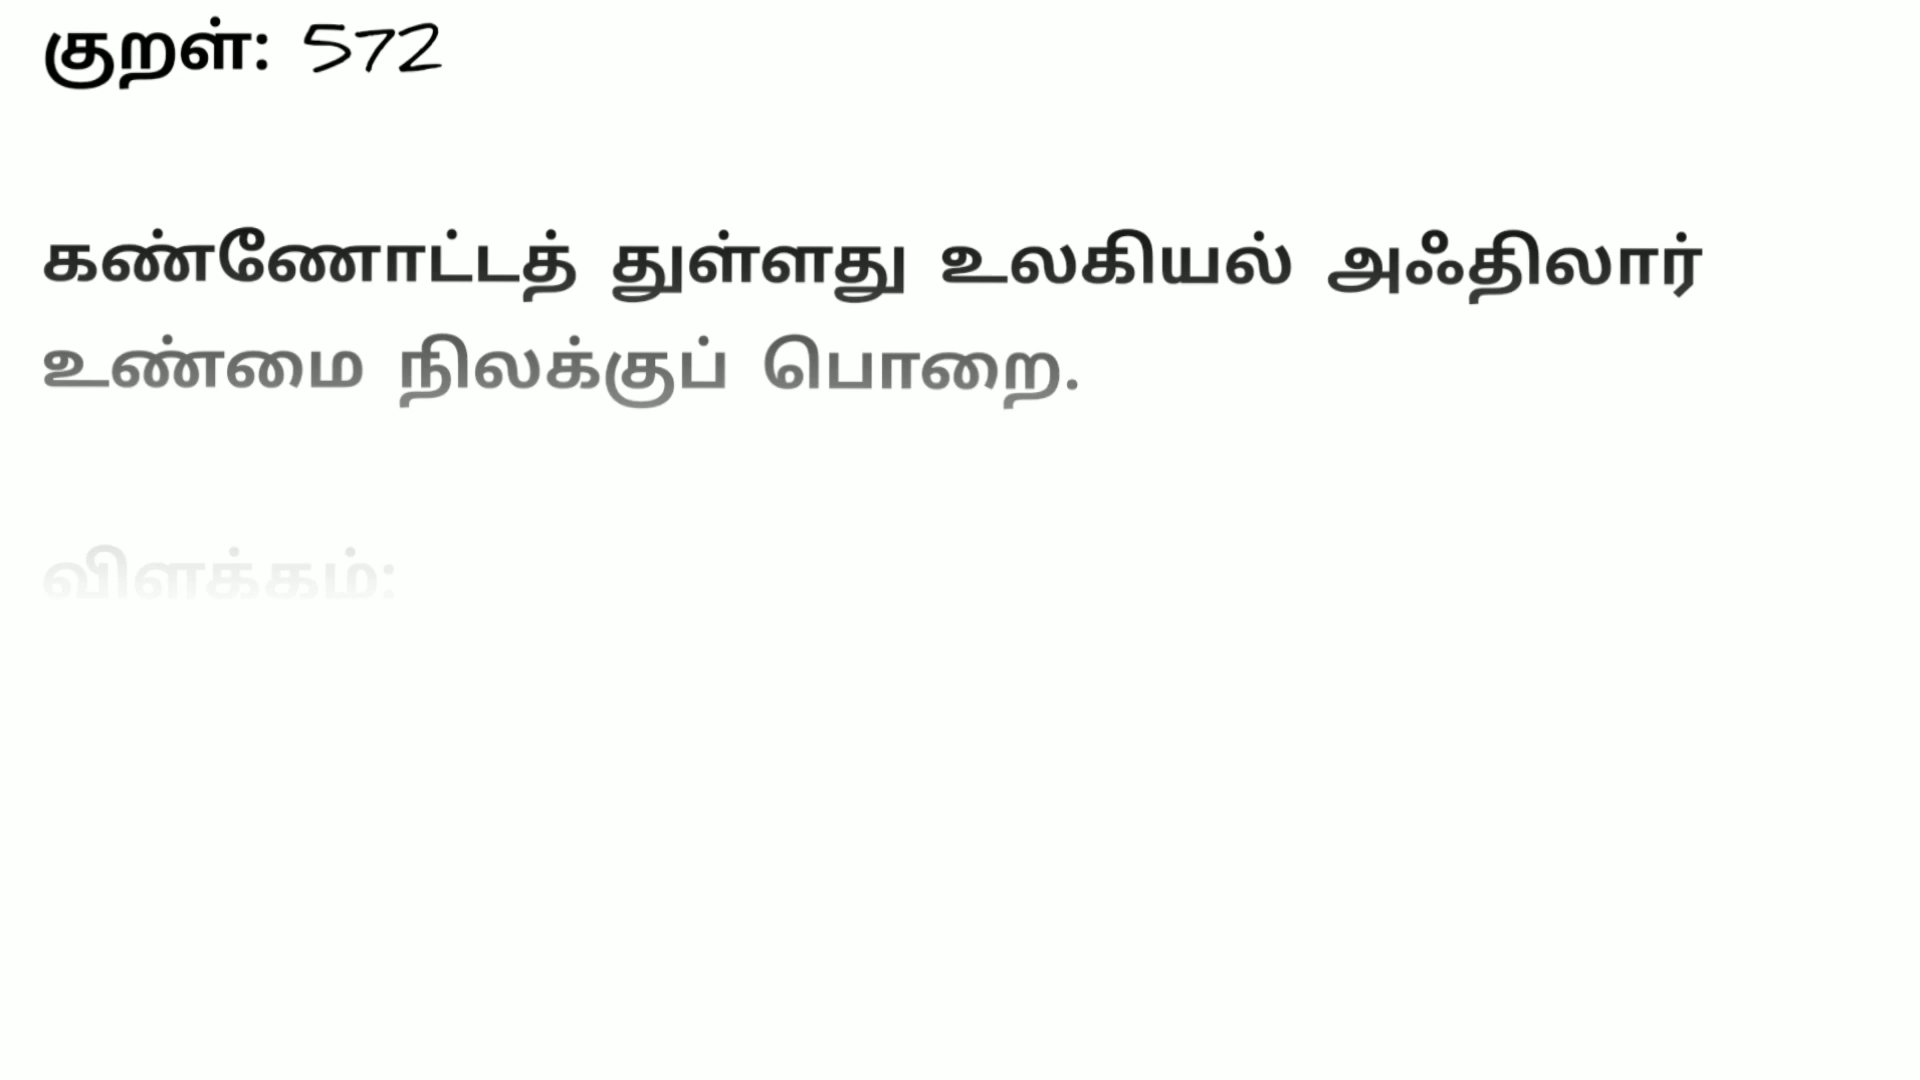 குறள்: 572
கண்ணோட்டத் துள்ளது உலகியல் அஃதிலார்
உண்மை நிலக்குப் பொறை.
விளக்கம்: